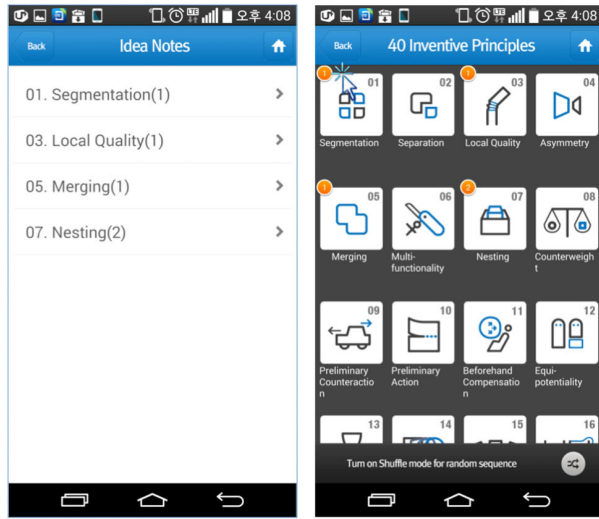 오후 4:08
Back
Idea Notes
01. Segmentation(1)
03. Local Quality(1)
05. Merging(1)
07. Nesting(2)
LTE
오후 4:08
Back
40 Inventive Principles
1
01
02
1
03
04
Segmentation
Separation
Local Quality
Asymmetry
1
05
06
2
07
08
Merging
Multi-
functionality
Nesting
Counterweigh
t
09
10
11
12
Preliminary
Counteractio
n
Preliminary
Action
Beforehand
Compensatio
n
Equi-
potentiality
13
14
15
16
Turn on Shuffle mode for random sequence